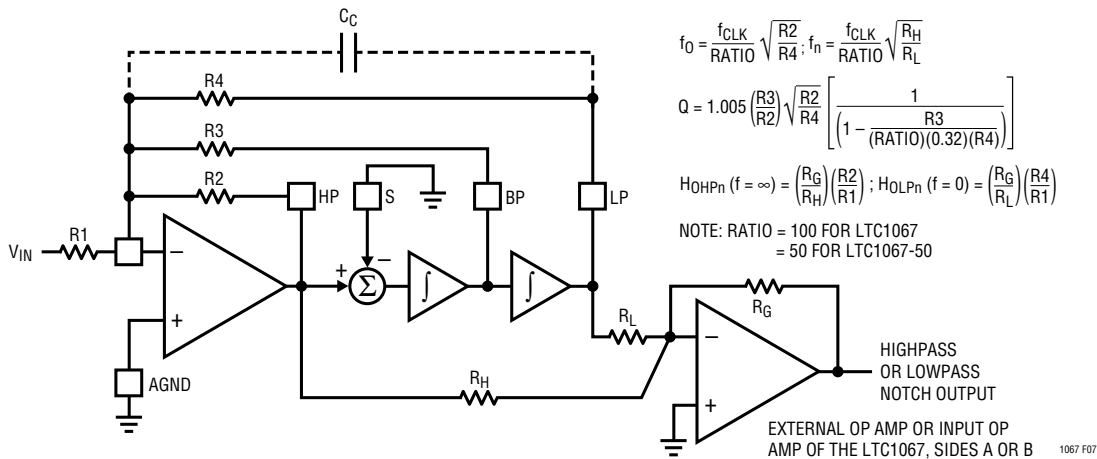 C_C
R4
R3
R2
HP
S
BP
LP
V_IN
R1
−
+
AGND
+
−
Σ
∫
∫
R_L
R_H
R_G
−
+
HIGHPASS
OR LOWPASS
NOTCH OUTPUT
EXTERNAL OP AMP OR INPUT OP
AMP OF THE LTC1067, SIDES A OR B
1067 F07
f_O = f_CLK/RATIO √(R2/R4) ; f_n = f_CLK/RATIO √(R_H/R_L)
Q = 1.005 (R3/R2) √(R2/R4) [1/(1 − R3/((RATIO)(0.32)(R4)))]
H_OHPn (f = ∞) = (R_G/R_H)(R2/R1) ; H_OLPn (f = 0) = (R_G/R_L)(R4/R1)
NOTE: RATIO = 100 FOR LTC1067
= 50 FOR LTC1067-50